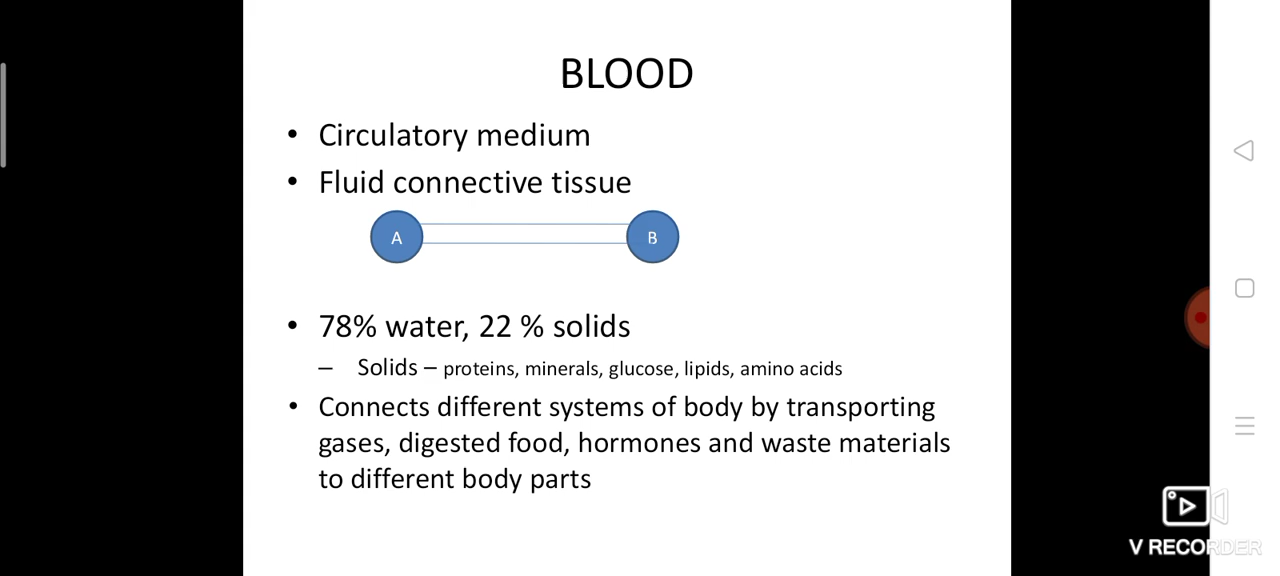 BLOOD
• Circulatory medium
• Fluid connective tissue
A B
• 78% water, 22 % solids
– Solids – proteins, minerals, glucose, lipids, amino acids
• Connects different systems of body by transporting
gases, digested food, hormones and waste materials
to different body parts
V RECORDER